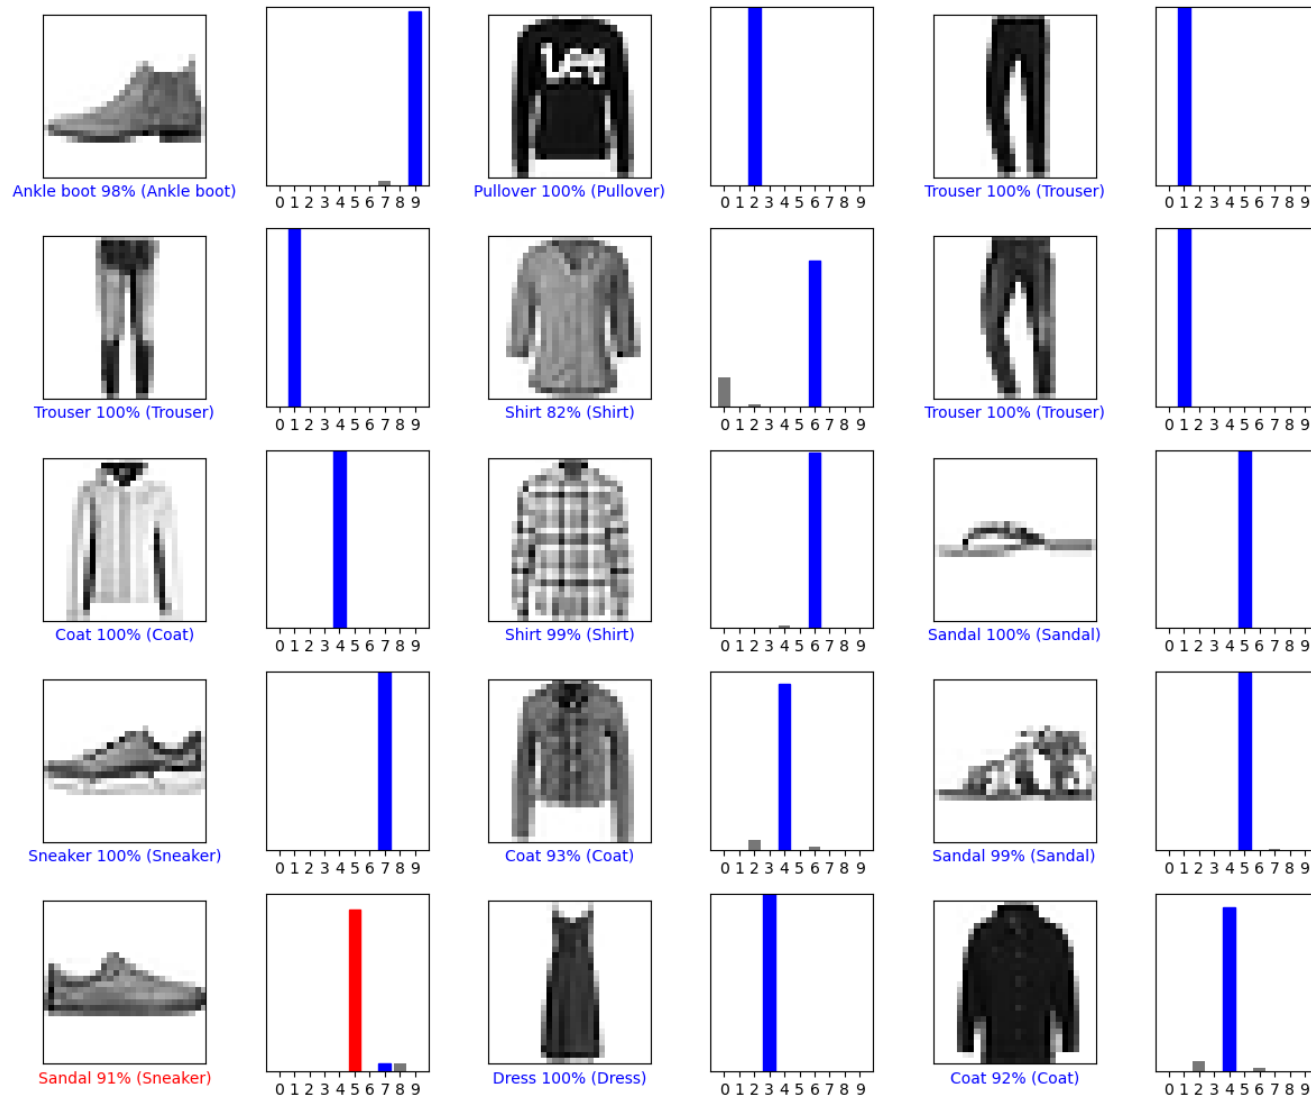 Lee
Ankle boot 98% (Ankle boot)
0 1 2 3 4 5 6 7 8 9
Pullover 100% (Pullover)
0 1 2 3 4 5 6 7 8 9
Trouser 100% (Trouser)
0 1 2 3 4 5 6 7 8 9
Trouser 100% (Trouser)
0 1 2 3 4 5 6 7 8 9
Shirt 82% (Shirt)
0 1 2 3 4 5 6 7 8 9
Trouser 100% (Trouser)
0 1 2 3 4 5 6 7 8 9
Coat 100% (Coat)
0 1 2 3 4 5 6 7 8 9
Shirt 99% (Shirt)
0 1 2 3 4 5 6 7 8 9
Sandal 100% (Sandal)
0 1 2 3 4 5 6 7 8 9
Sneaker 100% (Sneaker)
0 1 2 3 4 5 6 7 8 9
Coat 93% (Coat)
0 1 2 3 4 5 6 7 8 9
Sandal 99% (Sandal)
0 1 2 3 4 5 6 7 8 9
Sandal 91% (Sneaker)
0 1 2 3 4 5 6 7 8 9
Dress 100% (Dress)
0 1 2 3 4 5 6 7 8 9
Coat 92% (Coat)
0 1 2 3 4 5 6 7 8 9